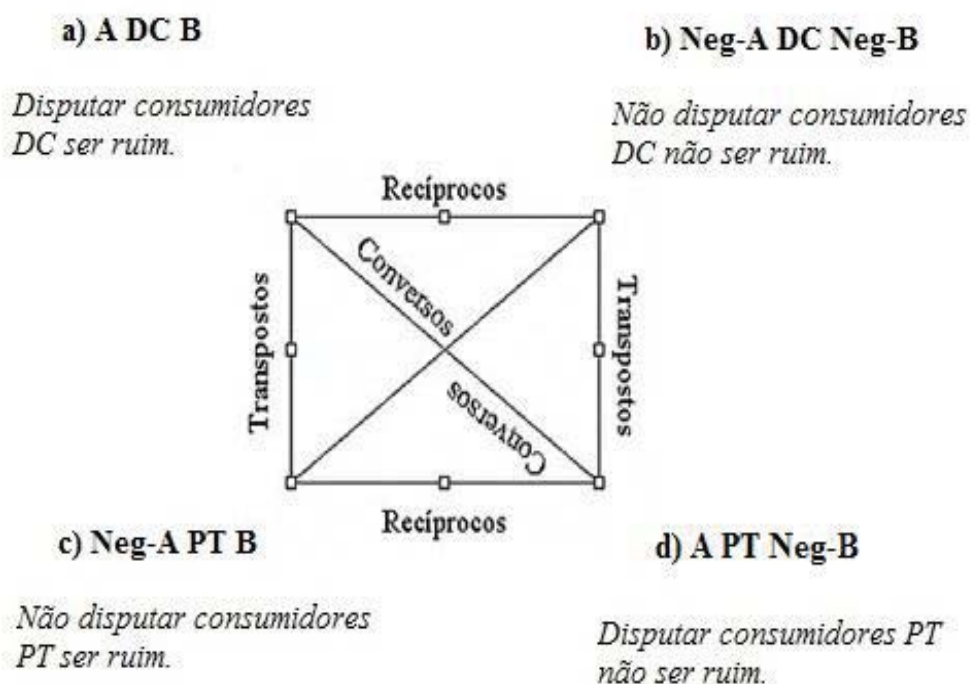 a) A DC B
Disputar consumidores
DC ser ruim.
b) Neg-A DC Neg-B
Não disputar consumidores
DC não ser ruim.
Recíprocos
Conversos
Transpostos
Transpostos
Conversos
Recíprocos
c) Neg-A PT B
Não disputar consumidores
PT ser ruim.
d) A PT Neg-B
Disputar consumidores PT
não ser ruim.